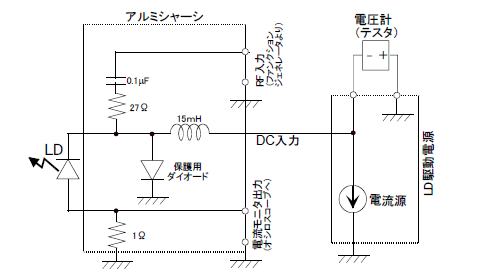 アルミシャーシ
電圧計
(テスタ)
- +
RF入力
(ファンクション
ジェネレータより)
0.1μF
27Ω
15mH
DC入力
LD
保護用
ダイオード
電流モニタ出力
(オシロスコープへ)
電流源
LD駆動電源
1Ω